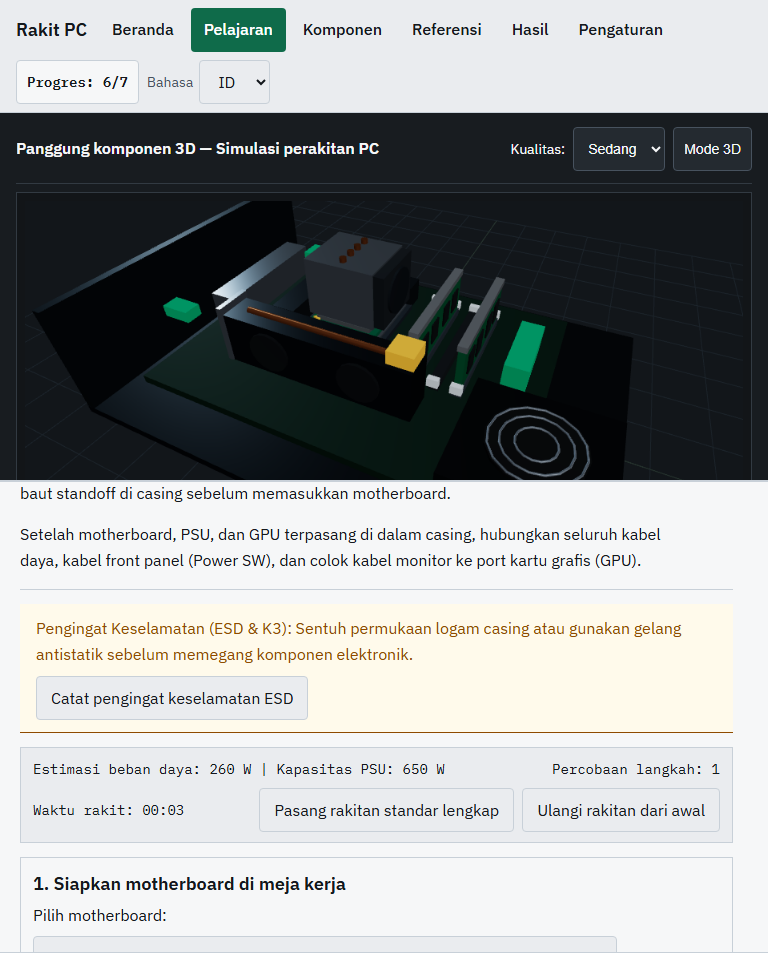 Rakit PC Beranda Pelajaran Komponen Referensi Hasil Pengaturan
Progres: 6/7 Bahasa ID
Panggung komponen 3D — Simulasi perakitan PC Kualitas: Sedang Mode 3D
baut standoff di casing sebelum memasukkan motherboard.
Setelah motherboard, PSU, dan GPU terpasang di dalam casing, hubungkan seluruh kabel
daya, kabel front panel (Power SW), dan colok kabel monitor ke port kartu grafis (GPU).
Pengingat Keselamatan (ESD & K3): Sentuh permukaan logam casing atau gunakan gelang
antistatik sebelum memegang komponen elektronik.
Catat pengingat keselamatan ESD
Estimasi beban daya: 260 W | Kapasitas PSU: 650 W Percobaan langkah: 1
Waktu rakit: 00:03 Pasang rakitan standar lengkap Ulangi rakitan dari awal
1. Siapkan motherboard di meja kerja
Pilih motherboard: